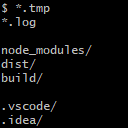 $ *.tmp
*.log

node_modules/
dist/
build/

.vscode/
.idea/